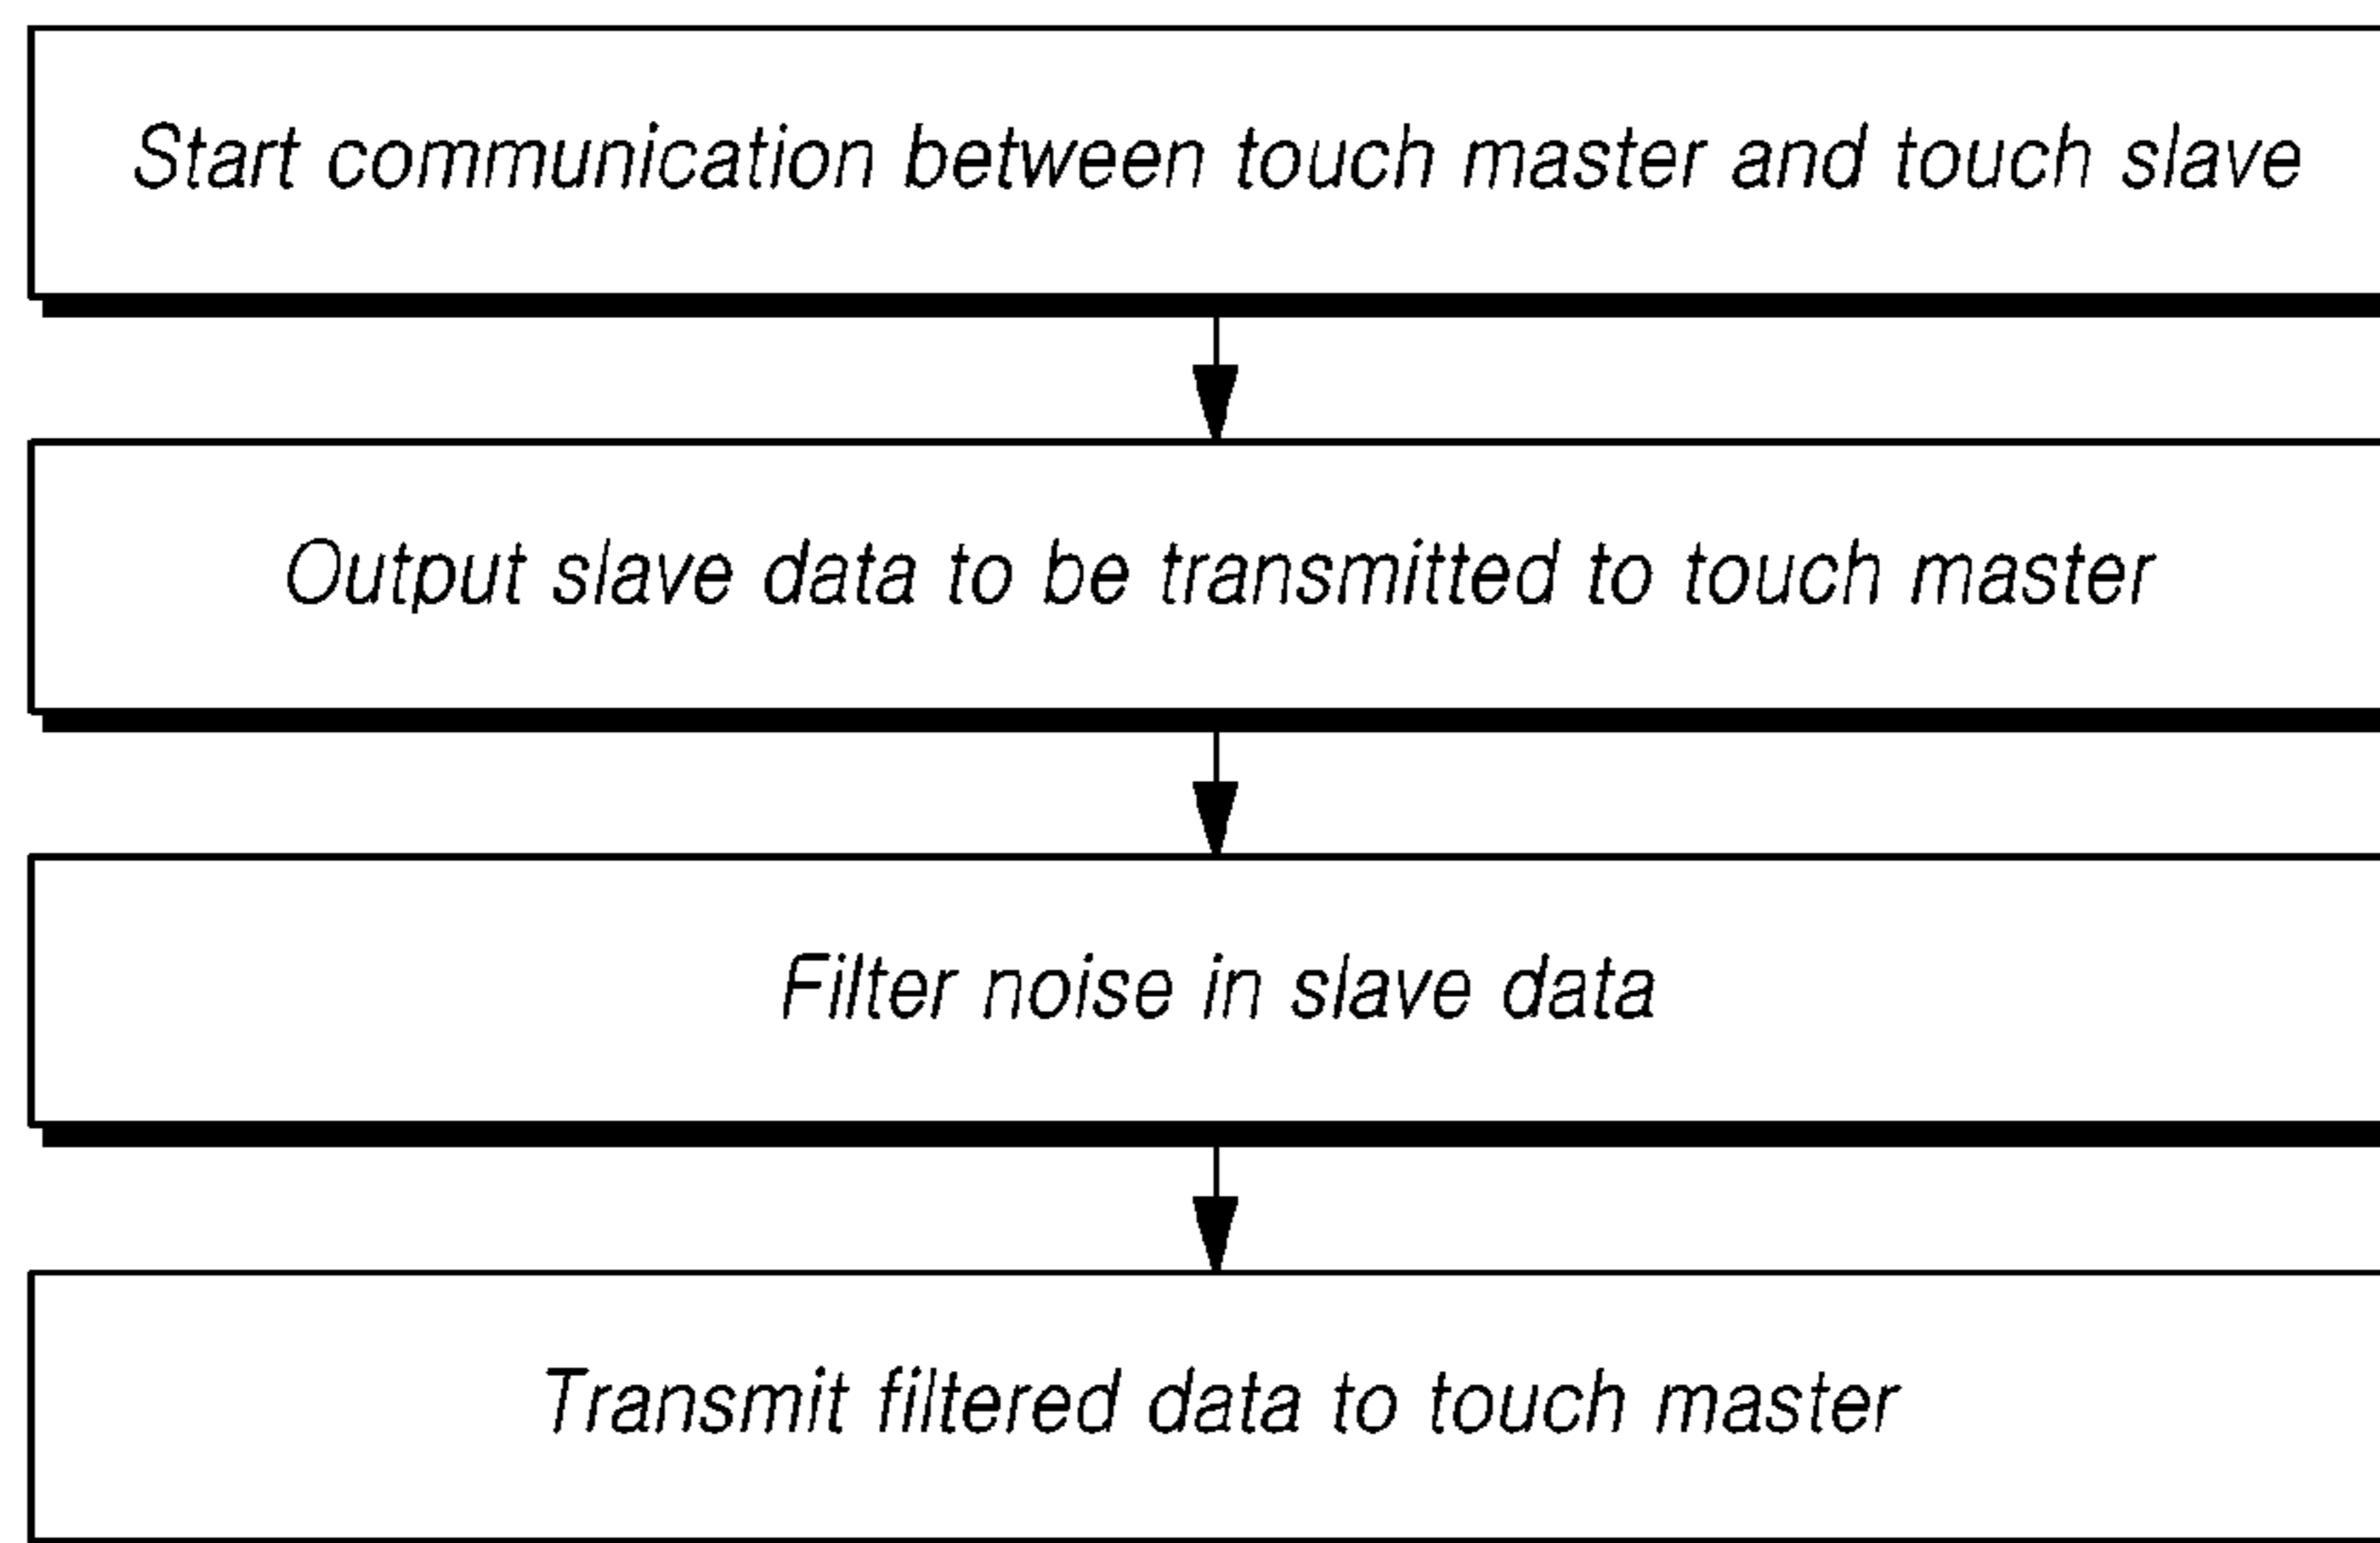 Start communication between touch master and touch slave
Output slave data to be transmitted to touch master
Filter noise in slave data
Transmit filtered data to touch master